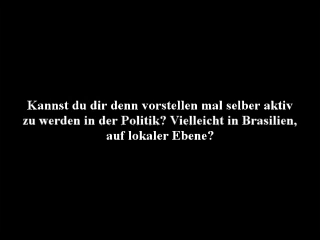 Kannst du dir denn vorstellen mal selber aktiv
zu werden in der Politik? Vielleicht in Brasilien,
auf lokaler Ebene?